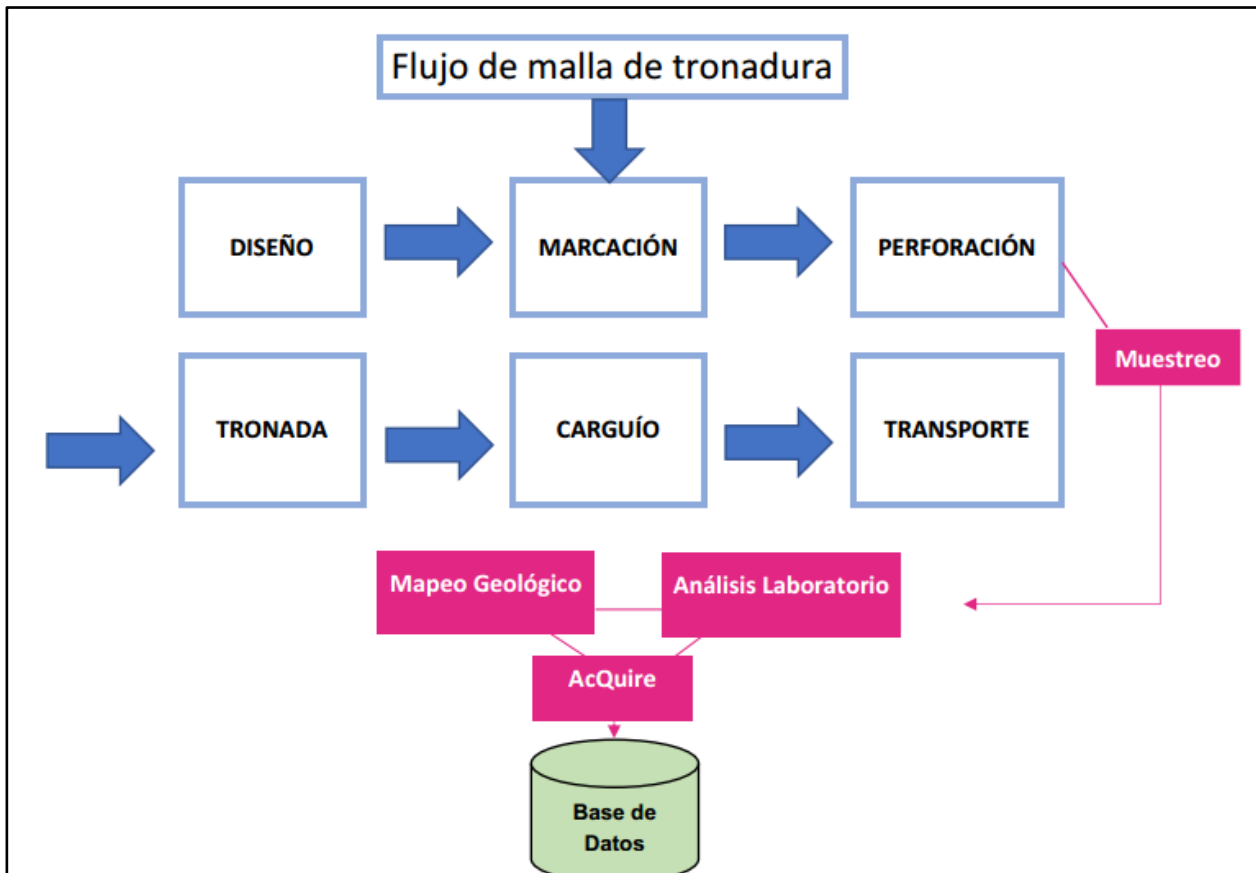 Flujo de malla de tronadura
DISEÑO
MARCACIÓN
PERFORACIÓN
Muestreo
TRONADA
CARGUÍO
TRANSPORTE
Mapeo Geológico
Análisis Laboratorio
AcQuire
Base de
Datos